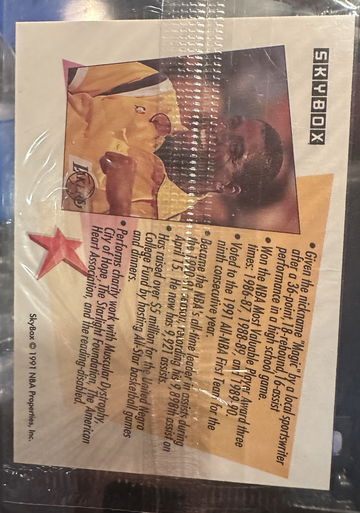 SKYBOX
• Given the nickname "Magic" by a local sportswriter
after a 36-point, 18-rebound, 16-assist
performance in a high school game.
• Won the NBA Most Valuable Player Award three
times: 1986-87, 1988-89, and 1989-90.
• Voted to the 1991 All-NBA First Team for the
ninth consecutive year.
• Became the NBA's all-time leader in assists during
the 1990-91 season, recording his 9,888th assist on
April 15. He now has 9,921 assists.
• Has raised over $5 million for the United Negro
College Fund by hosting All-Star basketball games
and dinners.
• Performs charity work with Muscular Dystrophy,
City of Hope, The Starlight Foundation, The American
Heart Association, and the reading-disabled.
SkyBox © 1991 NBA Properties, Inc.